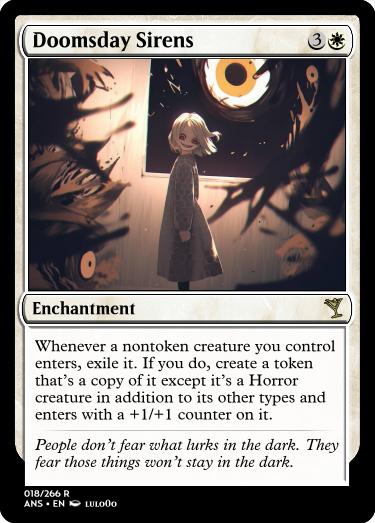 Doomsday Sirens
3
Enchantment
Whenever a nontoken creature you control
enters, exile it. If you do, create a token
that's a copy of it except it's a Horror
creature in addition to its other types and
enters with a +1/+1 counter on it.
People don't fear what lurks in the dark. They
fear those things won't stay in the dark.
018/266 R
ANS • EN LULO0o